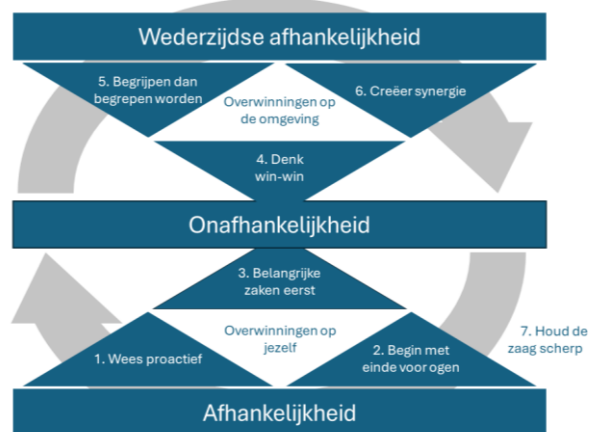 Wederzijdse afhankelijkheid
5. Begrijpen dan
begrepen worden
6. Creëer synergie
Overwinningen op
de omgeving
4. Denk
win-win
Onafhankelijkheid
3. Belangrijke
zaken eerst
Overwinningen op
jezelf
1. Wees proactief
2. Begin met
einde voor ogen
7. Houd de
zaag scherp
Afhankelijkheid